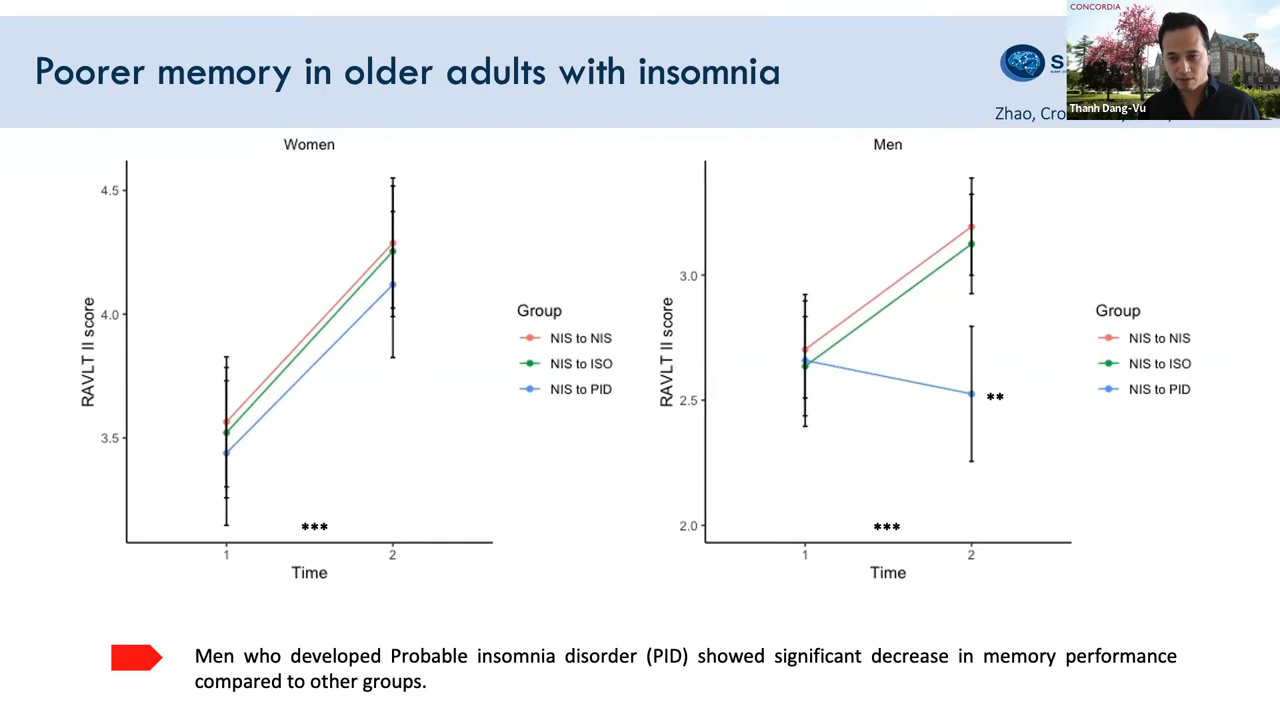 CONCORDIA
Poorer memory in older adults with insomnia
Thanh Dang-Vu
Zhao,
Women
Men
4.5
4.0
3.5
RAVLT II score
1
2
Time
***
Group
NIS to NIS
NIS to ISO
NIS to PID
3.0
2.5
2.0
RAVLT II score
1
2
Time
***
**
Group
NIS to NIS
NIS to ISO
NIS to PID
Men who developed Probable insomnia disorder (PID) showed significant decrease in memory performance
compared to other groups.